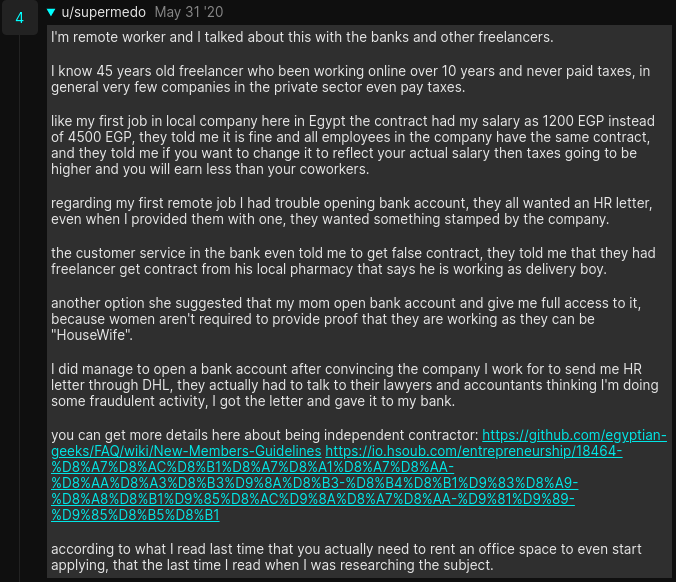 4
▼ u/supermedo May 31 '20
I'm remote worker and I talked about this with the banks and other freelancers.
I know 45 years old freelancer who been working online over 10 years and never paid taxes, in
general very few companies in the private sector even pay taxes.
like my first job in local company here in Egypt the contract had my salary as 1200 EGP instead
of 4500 EGP, they told me it is fine and all employees in the company have the same contract,
and they told me if you want to change it to reflect your actual salary then taxes going to be
higher and you will earn less than your coworkers.
regarding my first remote job I had trouble opening bank account, they all wanted an HR letter,
even when I provided them with one, they wanted something stamped by the company.
the customer service in the bank even told me to get false contract, they told me that they had
freelancer get contract from his local pharmacy that says he is working as delivery boy.
another option she suggested that my mom open bank account and give me full access to it,
because women aren't required to provide proof that they are working as they can be
"HouseWife".
I did manage to open a bank account after convincing the company I work for to send me HR
letter through DHL, they actually had to talk to their lawyers and accountants thinking I'm doing
some fraudulent activity, I got the letter and gave it to my bank.
you can get more details here about being independent contractor: https://github.com/egyptian-
geeks/FAQ/wiki/New-Members-Guidelines https://io.hsoub.com/entrepreneurship/18464-
%D8%A7%D8%AC%D8%B1%D8%A7%D8%A1%D8%A7%D8%AA-
%D8%AA%D8%A3%D8%B3%D9%8A%D8%B3-%D8%B4%D8%B1%D9%83%D8%A9-
%D8%A8%D8%B1%D9%85%D8%AC%D9%8A%D8%A7%D8%AA-%D9%81%D9%89-
%D9%85%D8%B5%D8%B1
according to what I read last time that you actually need to rent an office space to even start
applying, that the last time I read when I was researching the subject.